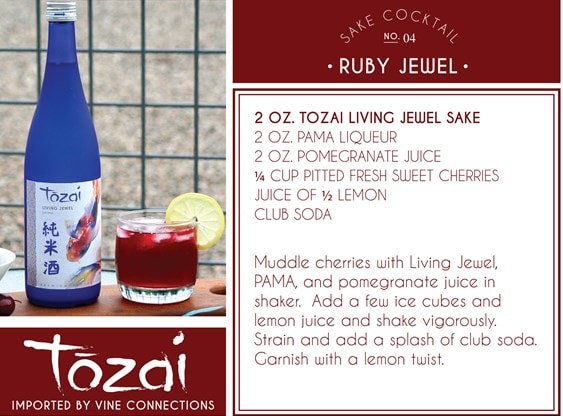 SAKE COCKTAIL
NO. 04
• RUBY JEWEL •
2 OZ. TOZAI LIVING JEWEL SAKE
2 OZ. PAMA LIQUEUR
2 OZ. POMEGRANATE JUICE
¼ CUP PITTED FRESH SWEET CHERRIES
JUICE OF ½ LEMON
CLUB SODA
Muddle cherries with Living Jewel,
PAMA, and pomegranate juice in
shaker. Add a few ice cubes and
lemon juice and shake vigorously.
Strain and add a splash of club soda.
Garnish with a lemon twist.
Tōzai
LIVING JEWEL
純米酒
Tōzai
IMPORTED BY VINE CONNECTIONS